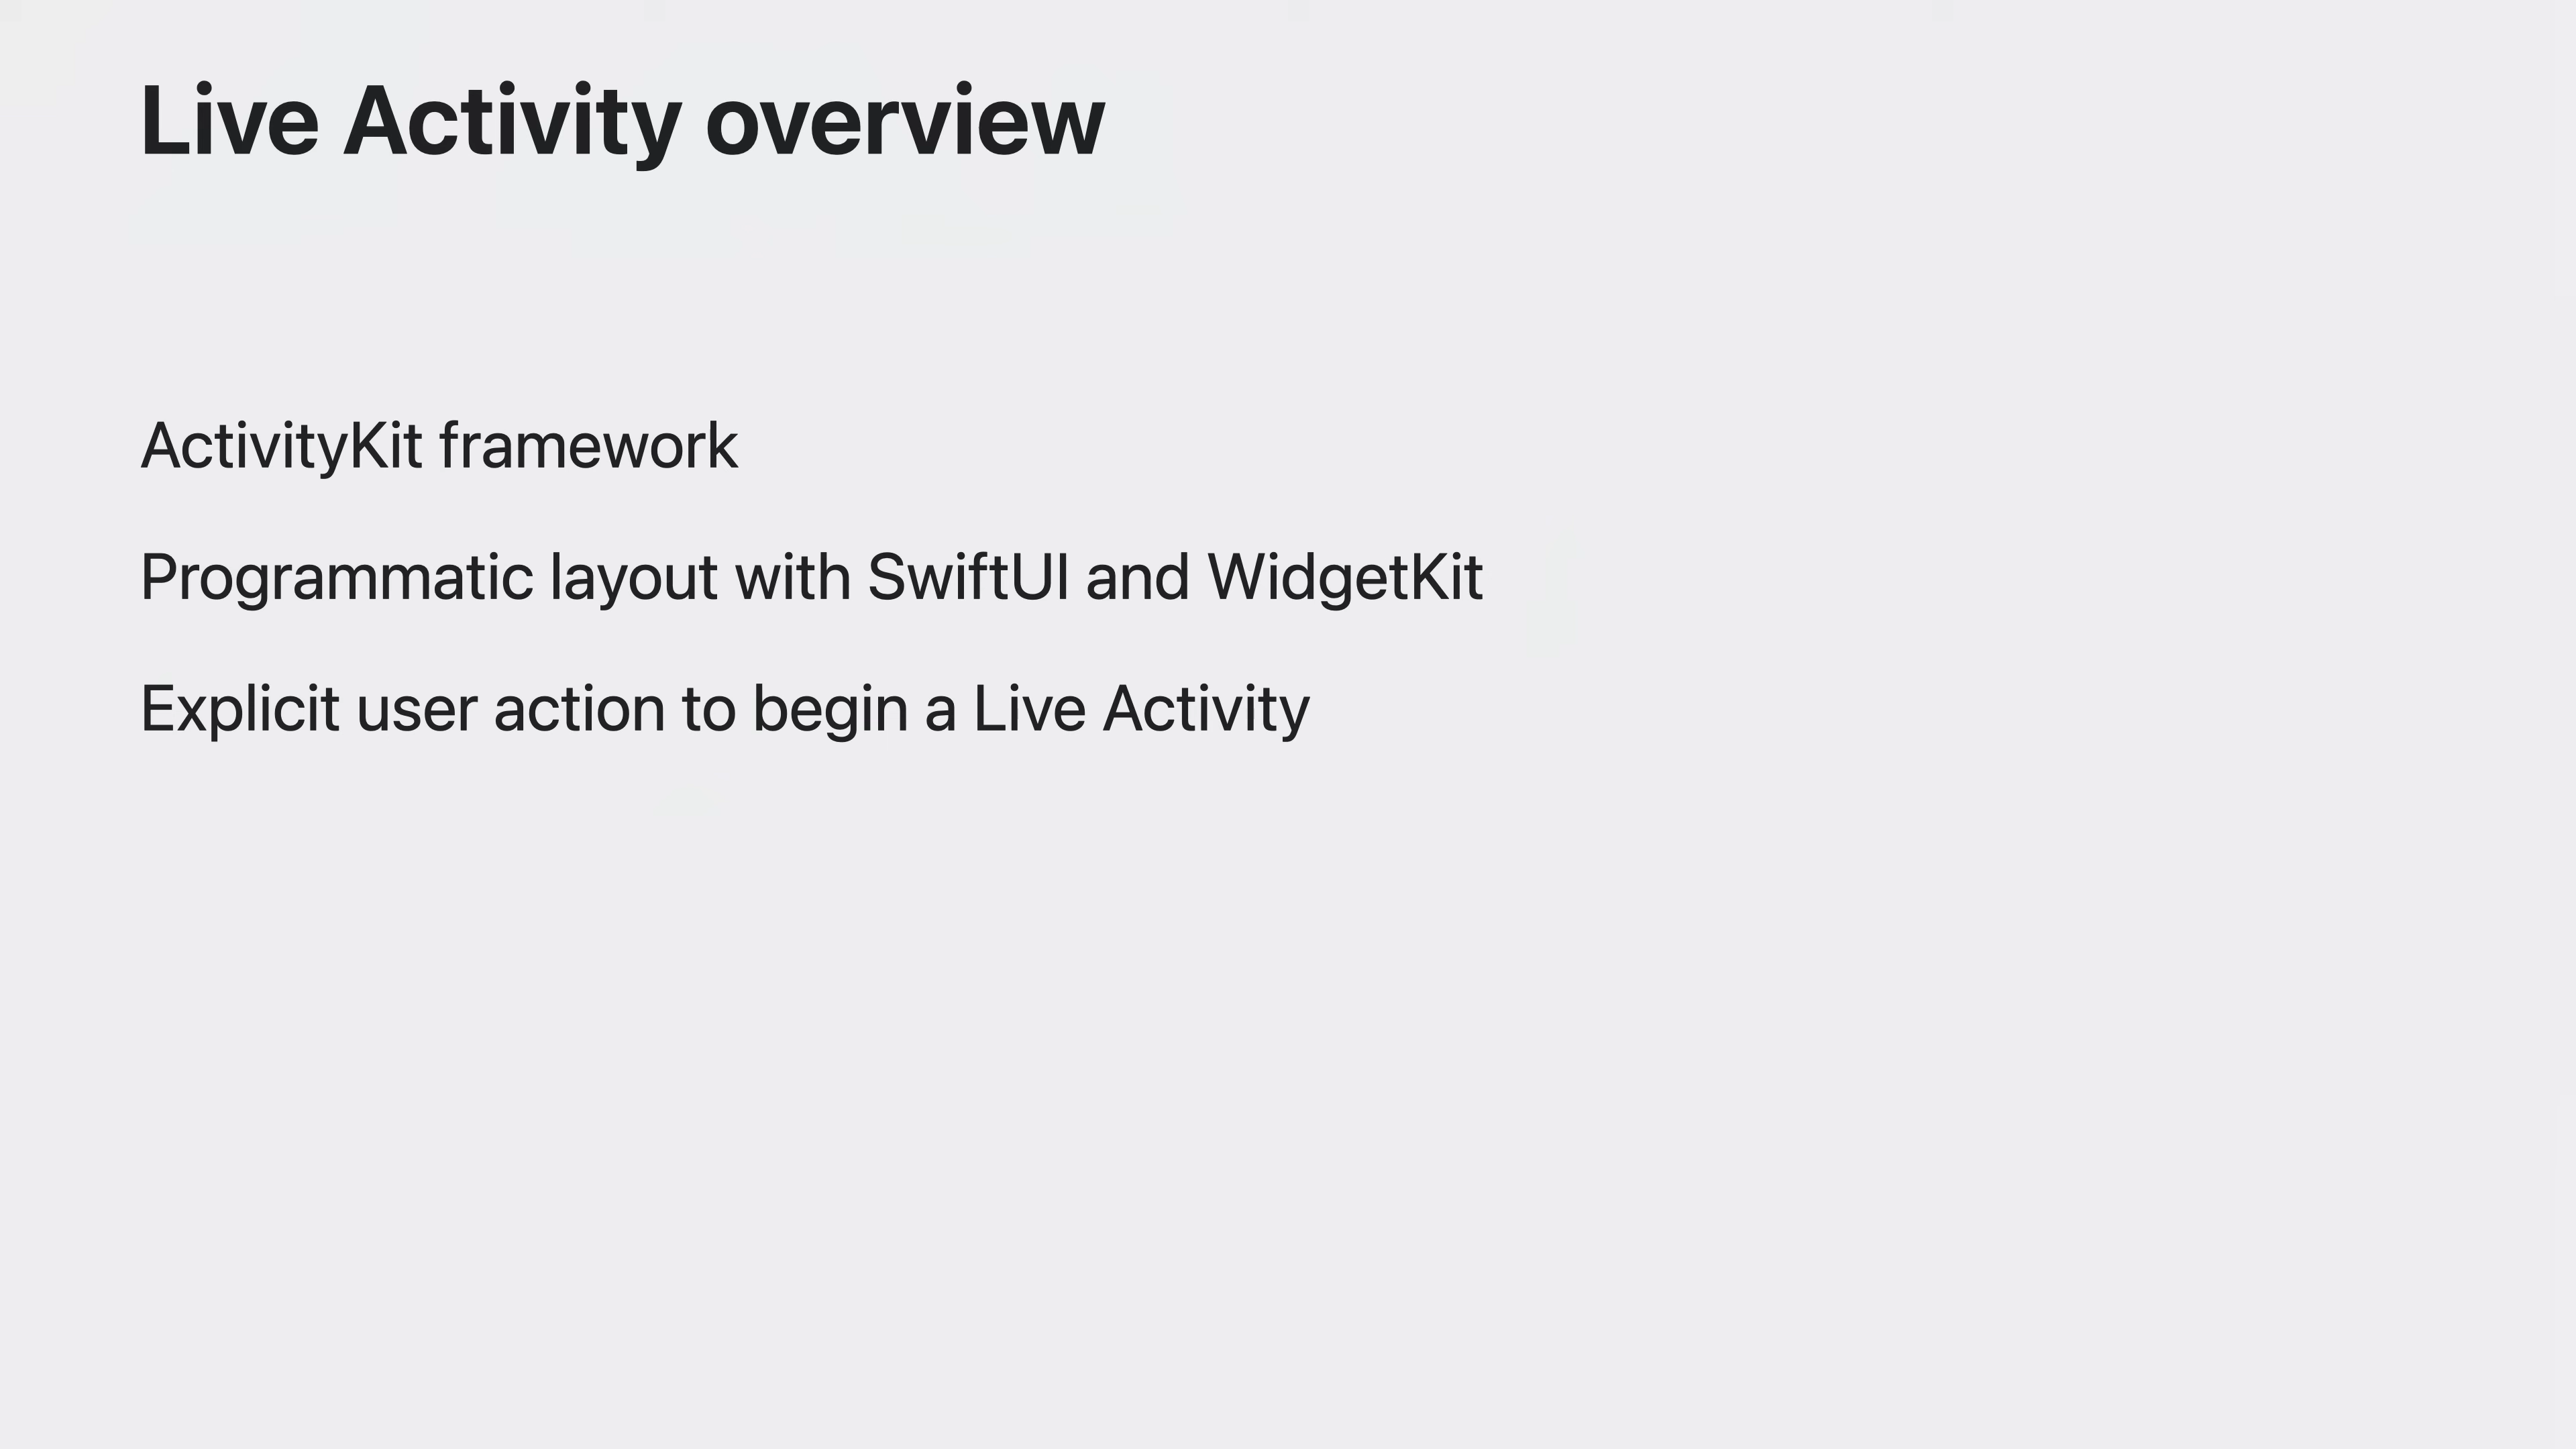 Live Activity overview
ActivityKit framework
Programmatic layout with SwiftUI and WidgetKit
Explicit user action to begin a Live Activity